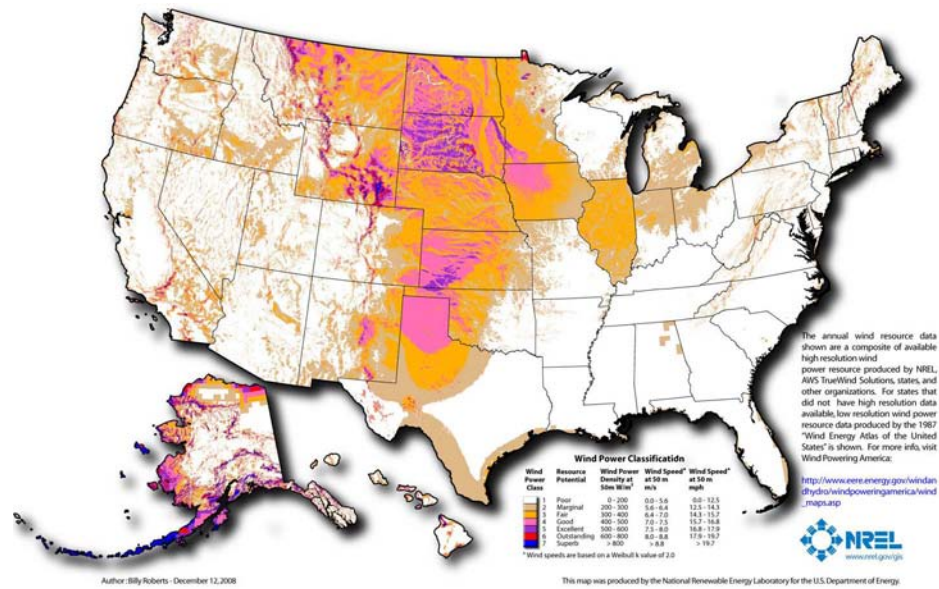 The annual wind resource data
shown are a composite of available
high resolution wind
power resource produced by NREL,
AWS TrueWind Solutions, states, and
other organizations. For states that
did not have high resolution data
available, low resolution wind power
resource data produced by the 1987
"Wind Energy Atlas of the United
States" is shown. For more info, visit
Wind Powering America:
http://www.eere.energy.gov/windan
dhydro/windpoweringamerica/wind
_maps.asp
Wind Power Classification
Wind Power Class Resource Potential Wind Power Density at 50m W/m² Wind Speedª at 50 m m/s Wind Speedª at 50 m mph
1 Poor 0 - 200 0.0 - 5.6 0.0 - 12.5
2 Marginal 200 - 300 5.6 - 6.4 12.5 - 14.3
3 Fair 300 - 400 6.4 - 7.0 14.3 - 15.7
4 Good 400 - 500 7.0 - 7.5 15.7 - 16.8
5 Excellent 500 - 600 7.5 - 8.0 16.8 - 17.9
6 Outstanding 600 - 800 8.0 - 8.8 17.9 - 19.7
7 Superb > 800 > 8.8 > 19.7
ª Wind speeds are based on a Weibull k value of 2.0
NREL
www.nrel.gov/gis
Author: Billy Roberts - December 12, 2008
This map was produced by the National Renewable Energy Laboratory for the U.S. Department of Energy.